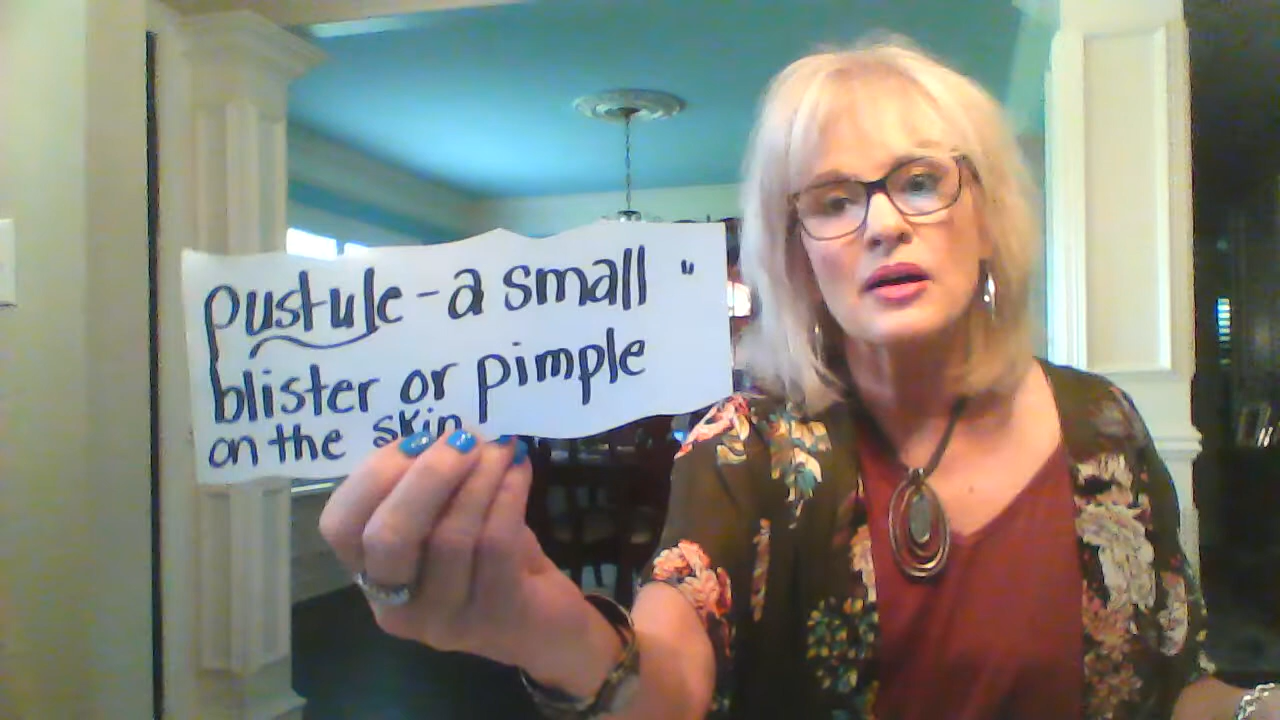 pustule - a small "
blister or pimple
on the skin